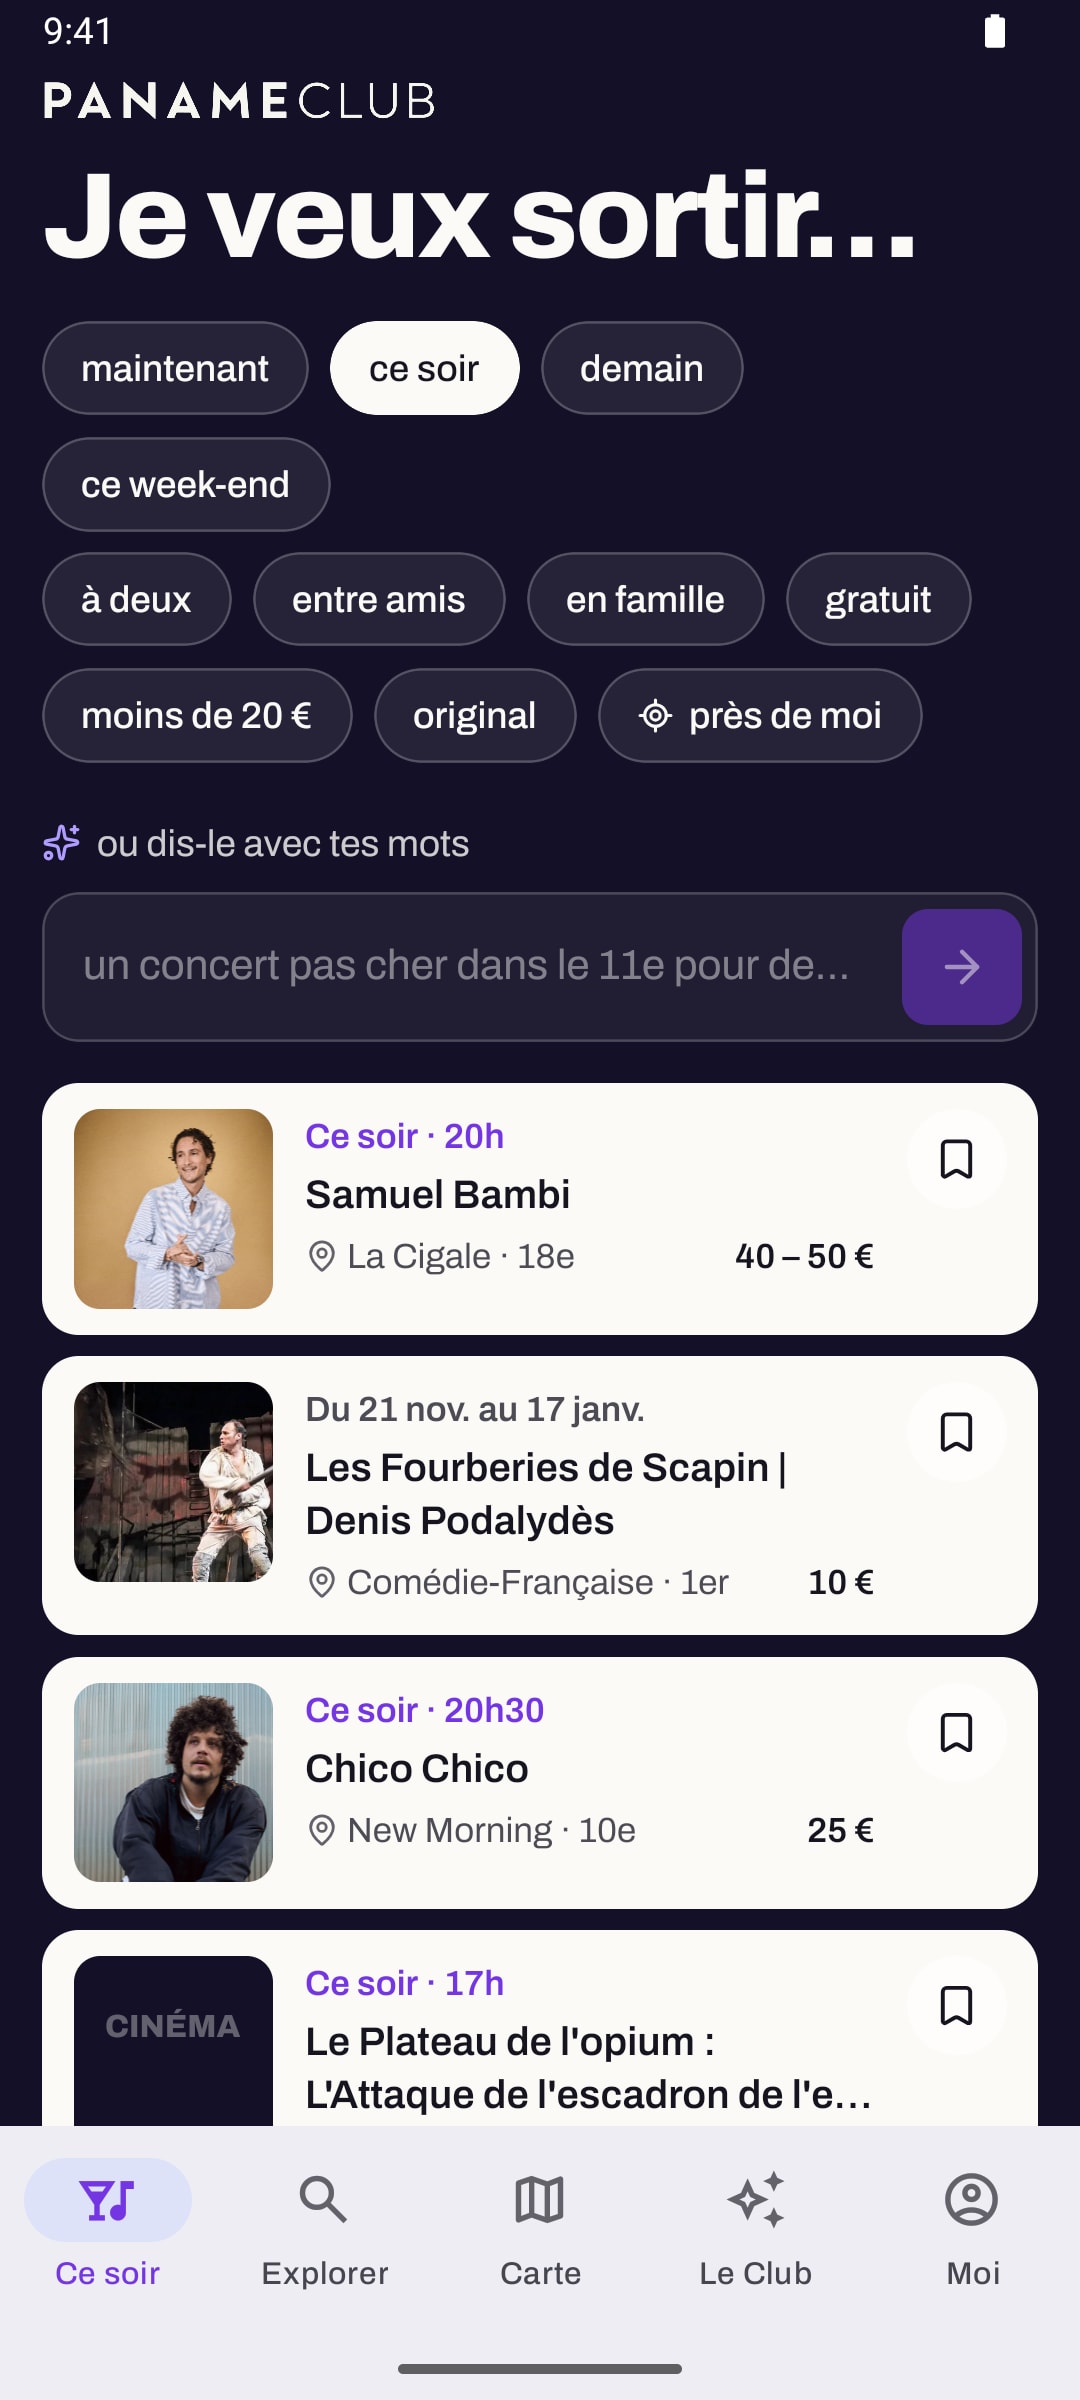 9:41
PANAMECLUB
Je veux sortir...
maintenant
ce soir
demain
ce week-end
à deux
entre amis
en famille
gratuit
moins de 20 €
original
près de moi
ou dis-le avec tes mots
un concert pas cher dans le 11e pour de...
Ce soir · 20h
Samuel Bambi
La Cigale · 18e
40 – 50 €
Du 21 nov. au 17 janv.
Les Fourberies de Scapin |
Denis Podalydès
Comédie-Française · 1er
10 €
Ce soir · 20h30
Chico Chico
New Morning · 10e
25 €
CINÉMA
Ce soir · 17h
Le Plateau de l'opium :
L'Attaque de l'escadron de l'e...
Ce soir
Explorer
Carte
Le Club
Moi